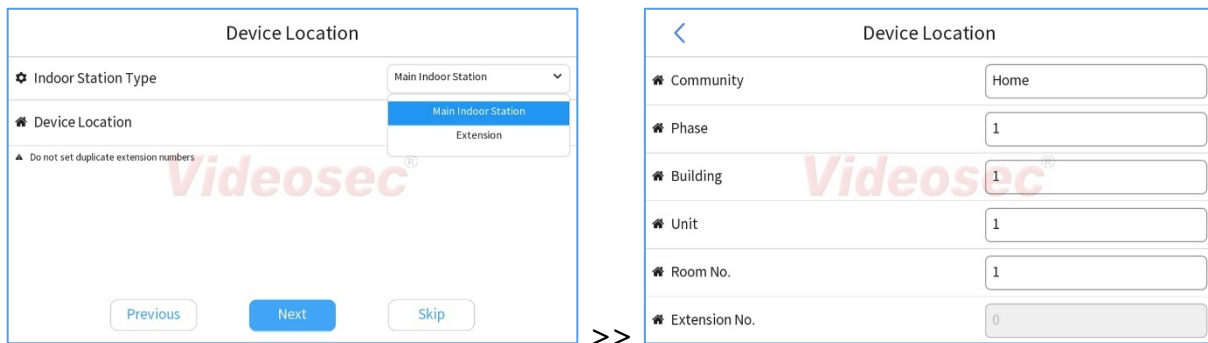 Device Location
Indoor Station Type
Main Indoor Station
Main Indoor Station
Extension
Device Location
Do not set duplicate extension numbers
Videosec®
Previous Next Skip
>>
Device Location
Community Home
Phase 1
Building 1
Videosec®
Unit 1
Room No. 1
Extension No. 0